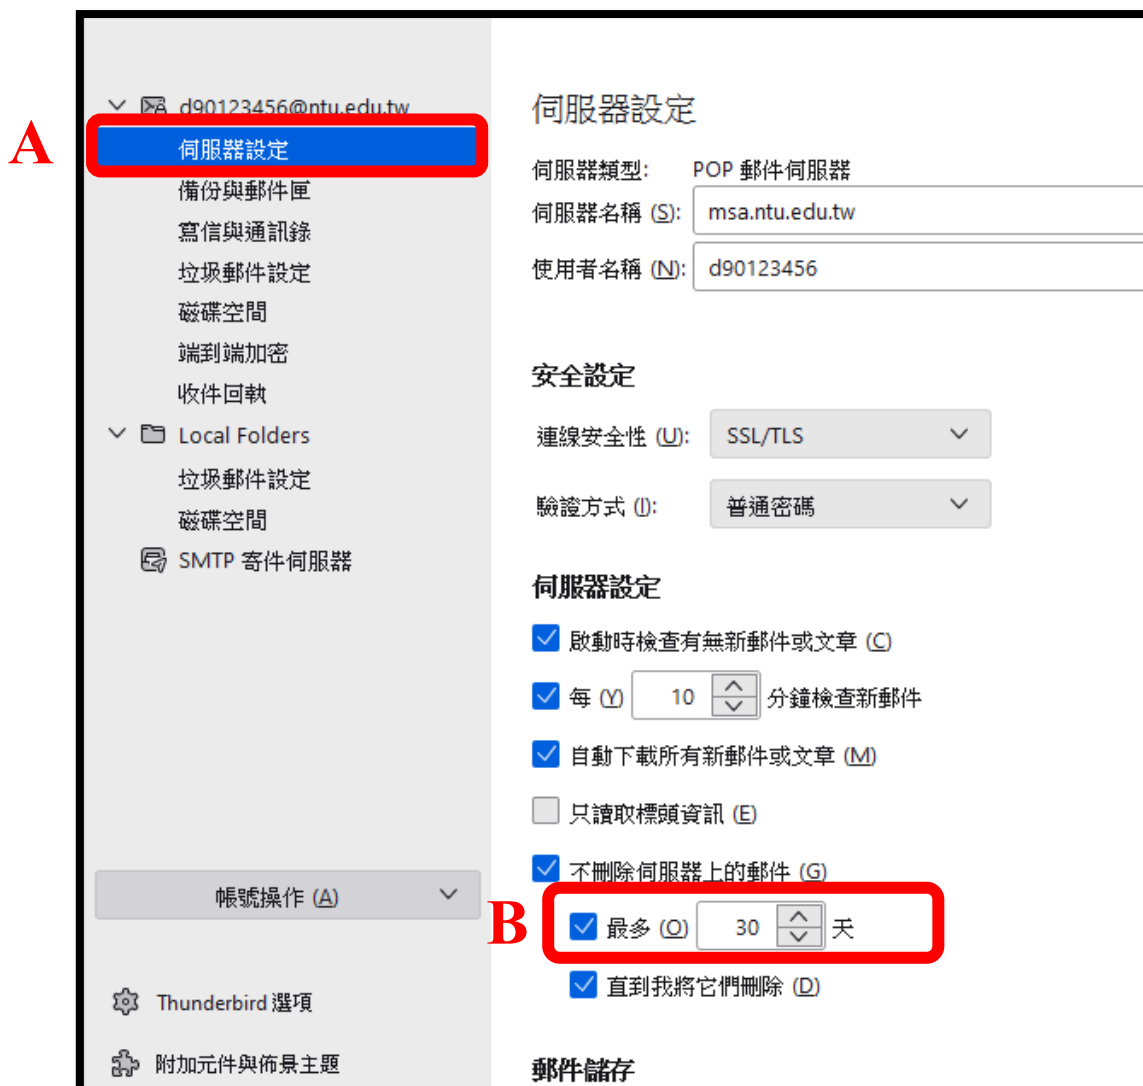 A
d90123456@ntu.edu.tw
伺服器設定
備份與郵件匣
寫信與通訊錄
垃圾郵件設定
磁碟空間
端到端加密
收件回執
Local Folders
垃圾郵件設定
磁碟空間
SMTP 寄件伺服器
帳號操作 (A)
Thunderbird 選項
附加元件與佈景主題
伺服器設定
伺服器類型: POP 郵件伺服器
伺服器名稱 (S): msa.ntu.edu.tw
使用者名稱 (N): d90123456
安全設定
連線安全性 (U): SSL/TLS
驗證方式 (I): 普通密碼
伺服器設定
啟動時檢查有無新郵件或文章 (C)
每 (Y) 10 分鐘檢查新郵件
自動下載所有新郵件或文章 (M)
只讀取標頭資訊 (E)
不刪除伺服器上的郵件 (G)
B 最多 (O) 30 天
直到我將它們刪除 (D)
郵件儲存